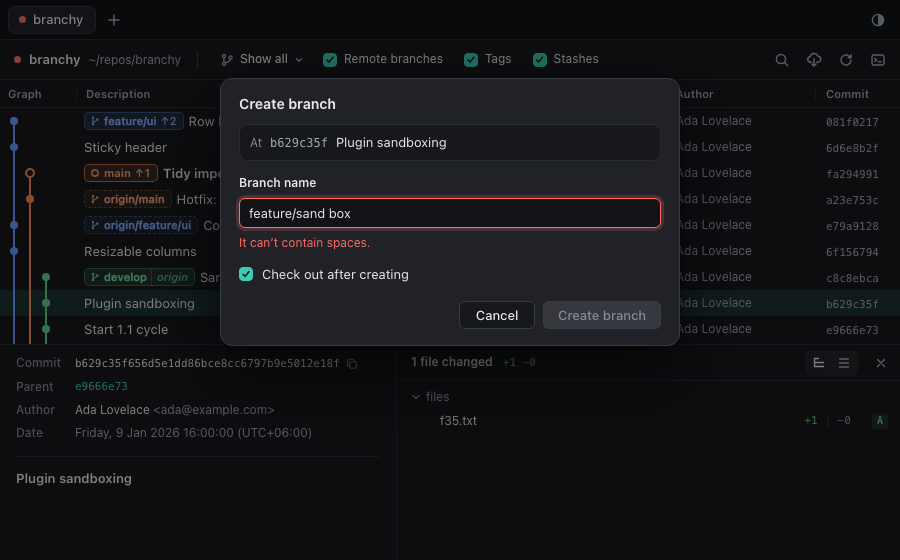 branchy
branchy ~/repos/branchy Show all Remote branches Tags Stashes
Graph Description Author Commit
feature/ui ↑2 Row Ada Lovelace 081f0217
Sticky header Ada Lovelace 6d6e8b2f
main ↑1 Tidy impo Ada Lovelace fa294991
origin/main Hotfix: Ada Lovelace a23e753c
origin/feature/ui Co Ada Lovelace e79a9128
Resizable columns Ada Lovelace 6f156794
develop origin San Ada Lovelace c8c8ebca
Plugin sandboxing Ada Lovelace b629c35f
Start 1.1 cycle Ada Lovelace e9666e73
Create branch
At b629c35f Plugin sandboxing
Branch name
feature/sand box
It can’t contain spaces.
Check out after creating
Cancel Create branch
Commit b629c35f656d5e1dd86bce8cc6797b9e5012e18f
Parent e9666e73
Author Ada Lovelace <ada@example.com>
Date Friday, 9 Jan 2026 16:00:00 (UTC+06:00)
Plugin sandboxing
1 file changed +1 −0
files
f35.txt +1 −0 A